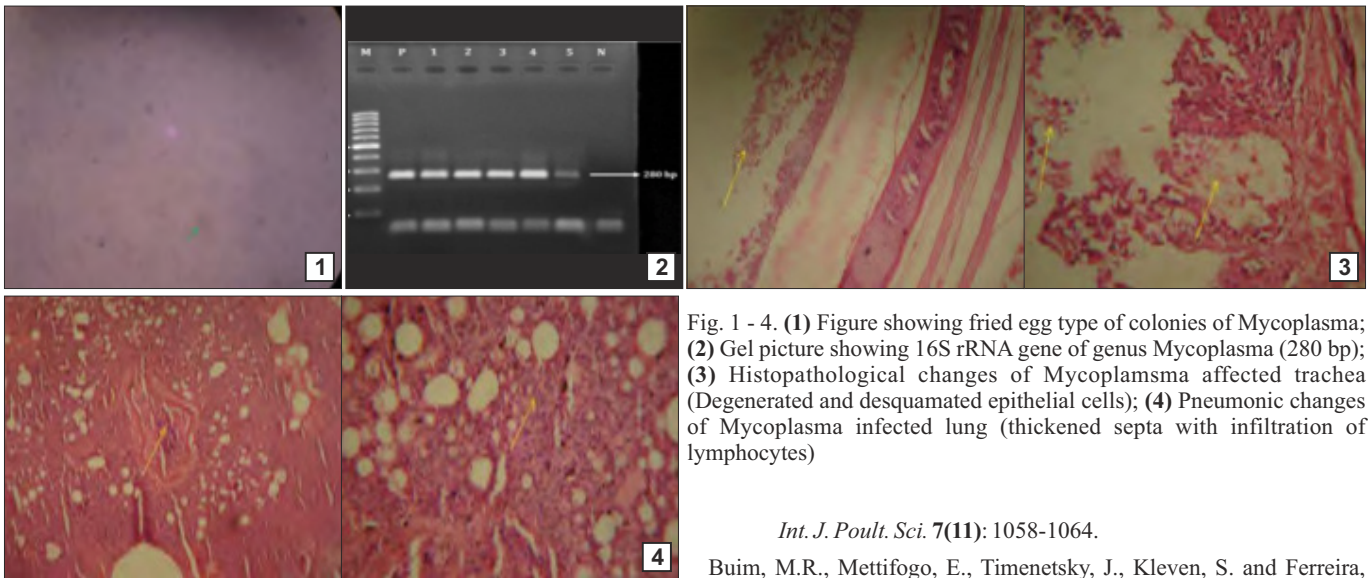 1
M P 1 2 3 4 5 N
280 bp
2
3
4
Fig. 1 - 4. (1) Figure showing fried egg type of colonies of Mycoplasma;
(2) Gel picture showing 16S rRNA gene of genus Mycoplasma (280 bp);
(3) Histopathological changes of Mycoplamsma affected trachea
(Degenerated and desquamated epithelial cells); (4) Pneumonic changes
of Mycoplasma infected lung (thickened septa with infiltration of
lymphocytes)
Int. J. Poult. Sci. 7(11): 1058-1064.
Buim, M.R., Mettifogo, E., Timenetsky, J., Kleven, S. and Ferreira,